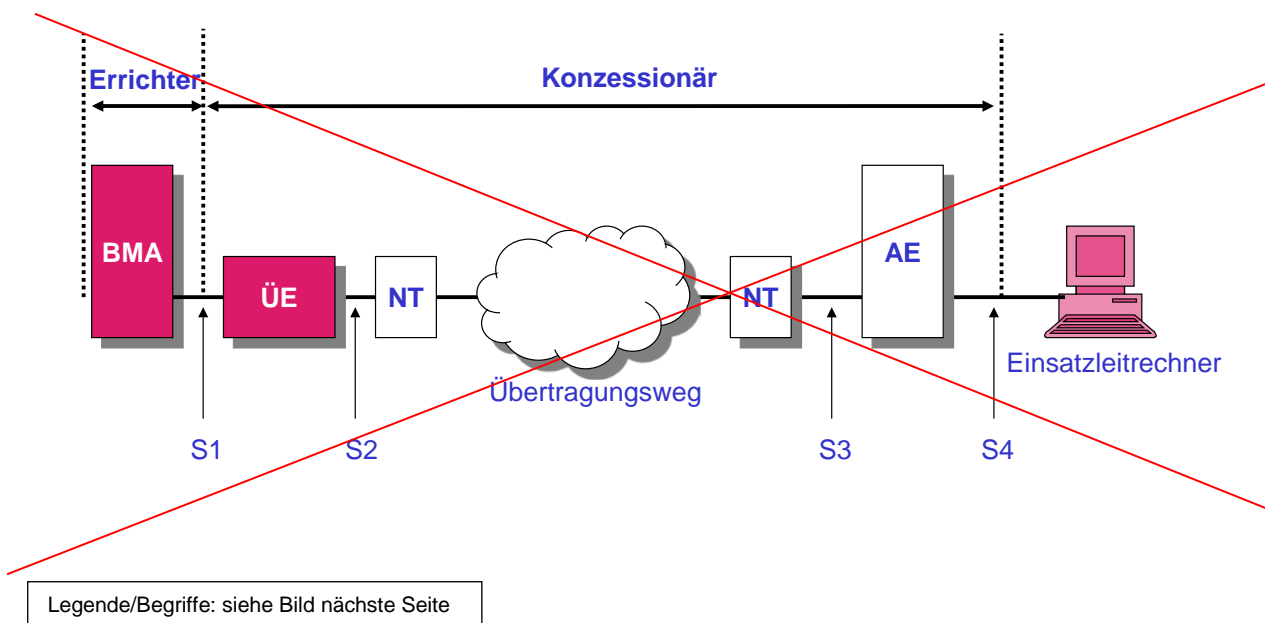 Errichter
Konzessionär
BMA
ÜE
NT
NT
AE
Übertragungsweg
Einsatzleitrechner
S1
S2
S3
S4
Legende/Begriffe: siehe Bild nächste Seite